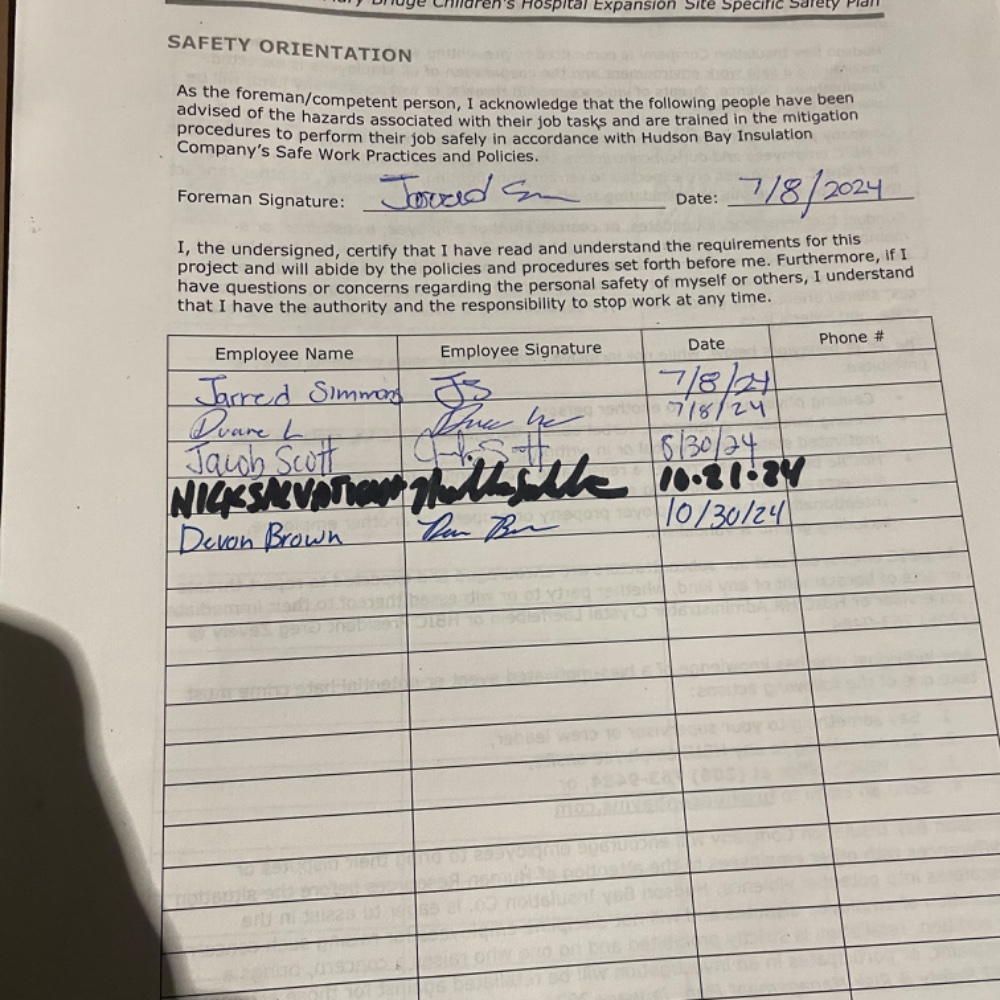 Bridge Children's Hospital Expansion Site Specific Safety Plan
SAFETY ORIENTATION
As the foreman/competent person, I acknowledge that the following people have been
advised of the hazards associated with their job tasks and are trained in the mitigation
procedures to perform their job safely in accordance with Hudson Bay Insulation
Company's Safe Work Practices and Policies.
Foreman Signature: Jarred Date: 7/8/2024
I, the undersigned, certify that I have read and understand the requirements for this
project and will abide by the policies and procedures set forth before me. Furthermore, if I
have questions or concerns regarding the personal safety of myself or others, I understand
that I have the authority and the responsibility to stop work at any time.
Employee Name Employee Signature Date Phone #
Jarred Simmons JS 7/8/24
Duane L 7/8/24
Jacob Scott 8/30/24
NICK 10.21.24
Devon Brown 10/30/24